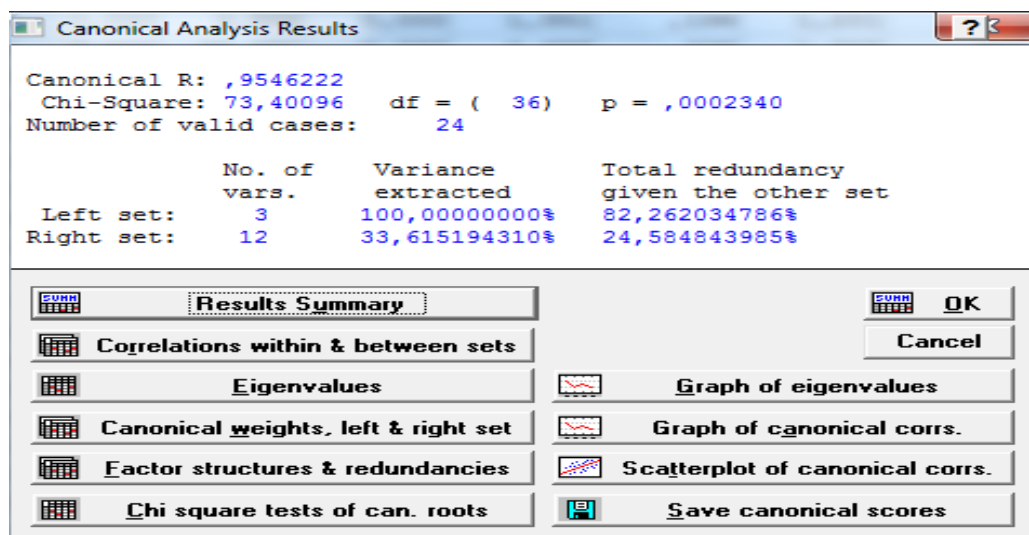 Canonical Analysis Results
?
Canonical R: ,9546222
Chi-Square: 73,40096 df = ( 36) p = ,0002340
Number of valid cases: 24
No. of Variance Total redundancy
vars. extracted given the other set
Left set: 3 100,00000000% 82,262034786%
Right set: 12 33,615194310% 24,584843985%
SUMM Results Summary SUMM OK
Correlations within & between sets Cancel
Eigenvalues Graph of eigenvalues
Canonical weights, left & right set Graph of canonical corrs.
Factor structures & redundancies Scatterplot of canonical corrs.
Chi square tests of can. roots Save canonical scores